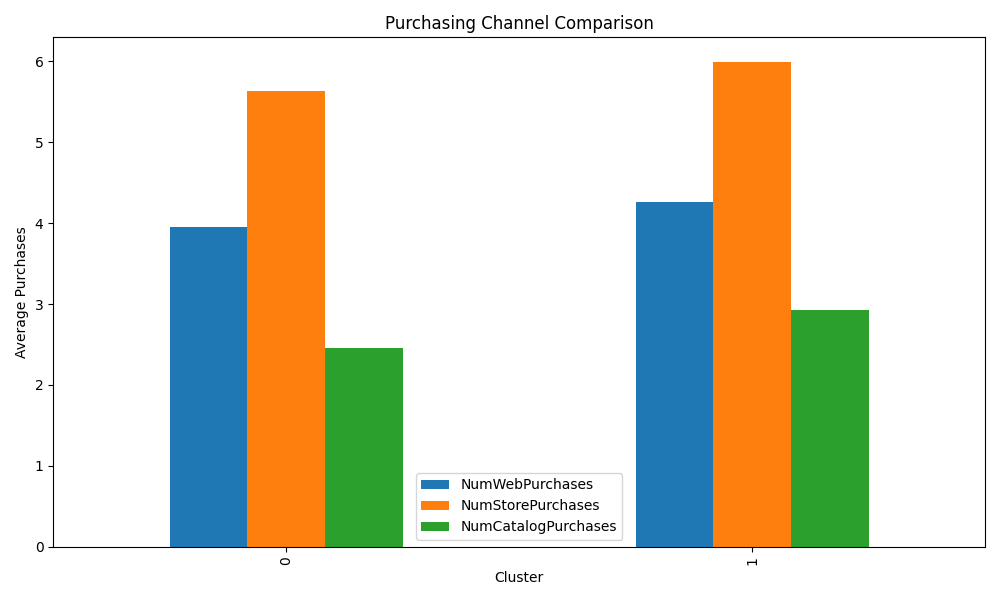 Purchasing Channel Comparison
Average Purchases
6
5
4
3
2
1
0
NumWebPurchases
NumStorePurchases
NumCatalogPurchases
0
1
Cluster